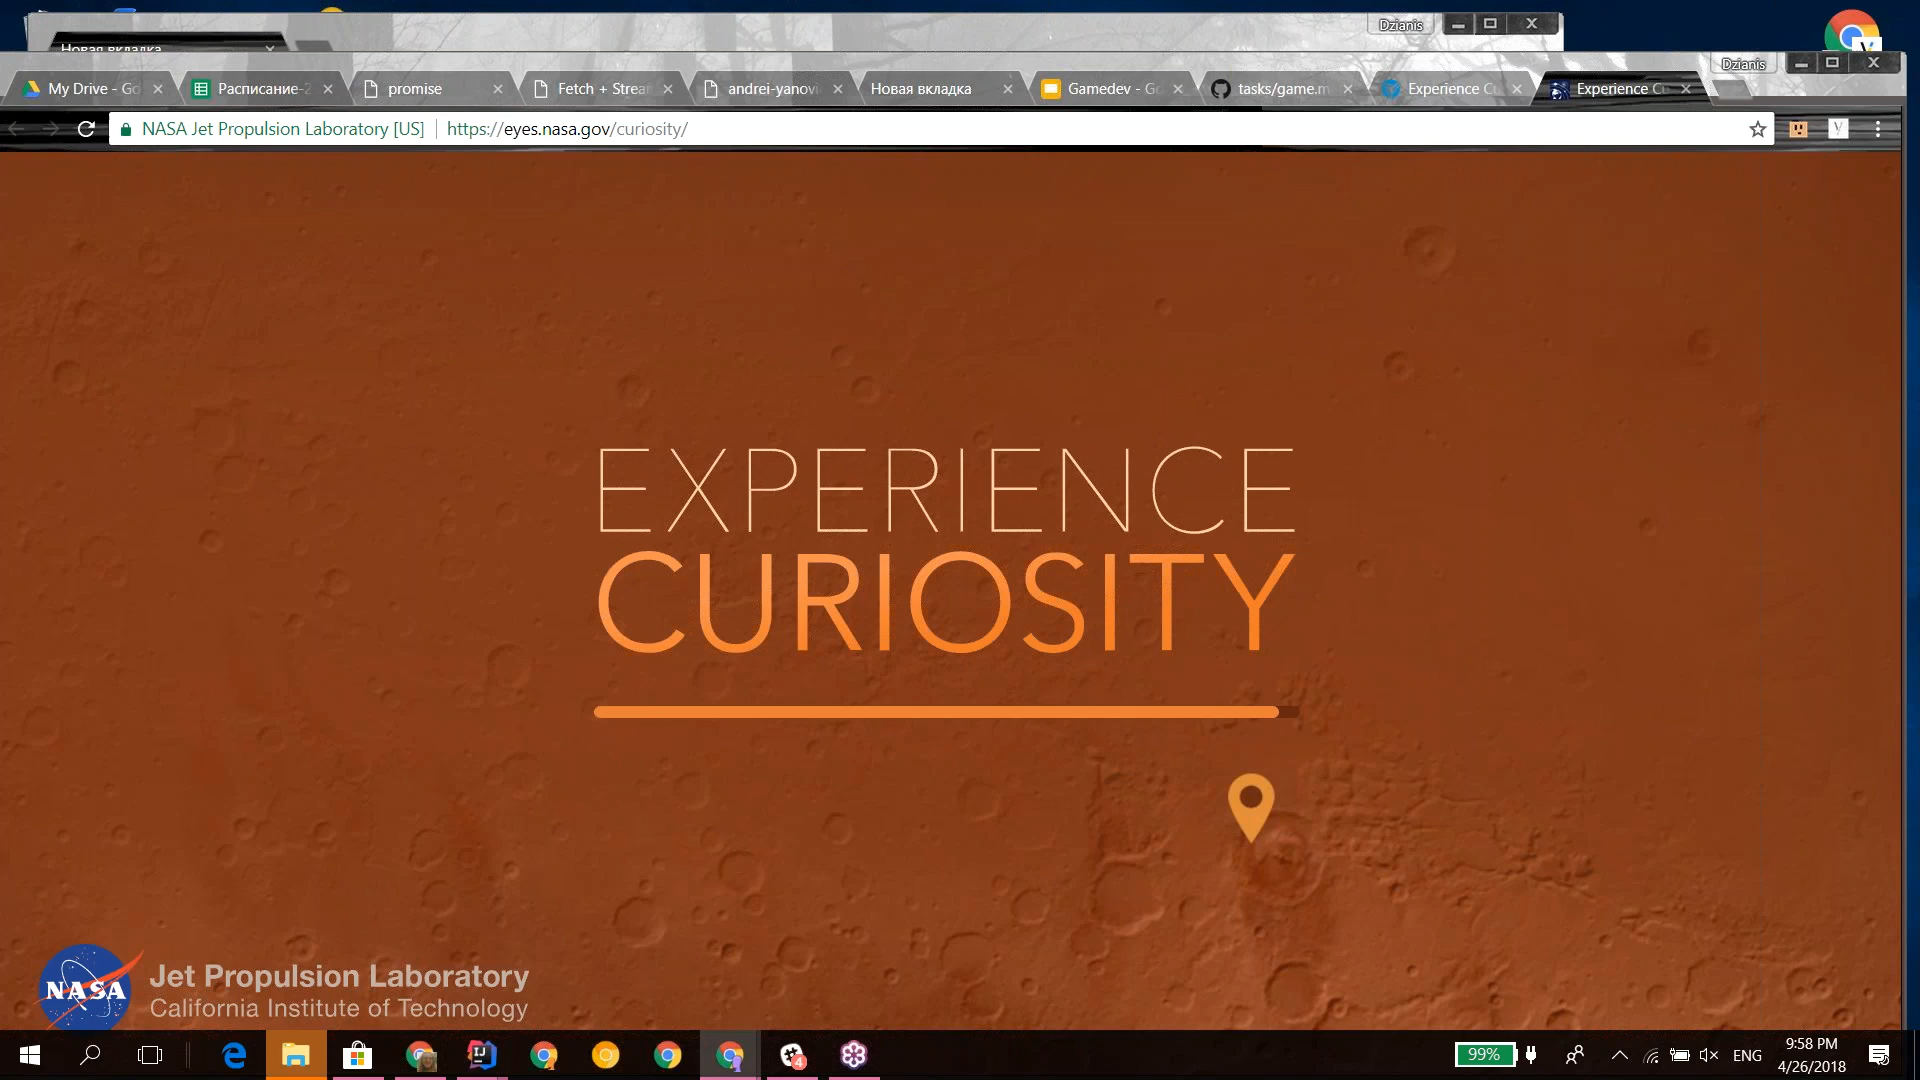 Dzianis
Новая вкладка
Dzianis
My Drive - Go
Расписание-2
promise
Fetch + Strea
andrei-yanovi
Новая вкладка
Gamedev - Go
tasks/game.m
Experience Cu
Experience Cu
NASA Jet Propulsion Laboratory [US]
https://eyes.nasa.gov/curiosity/
EXPERIENCE
CURIOSITY
NASA
Jet Propulsion Laboratory
California Institute of Technology
99%
ENG
9:58 PM
4/26/2018